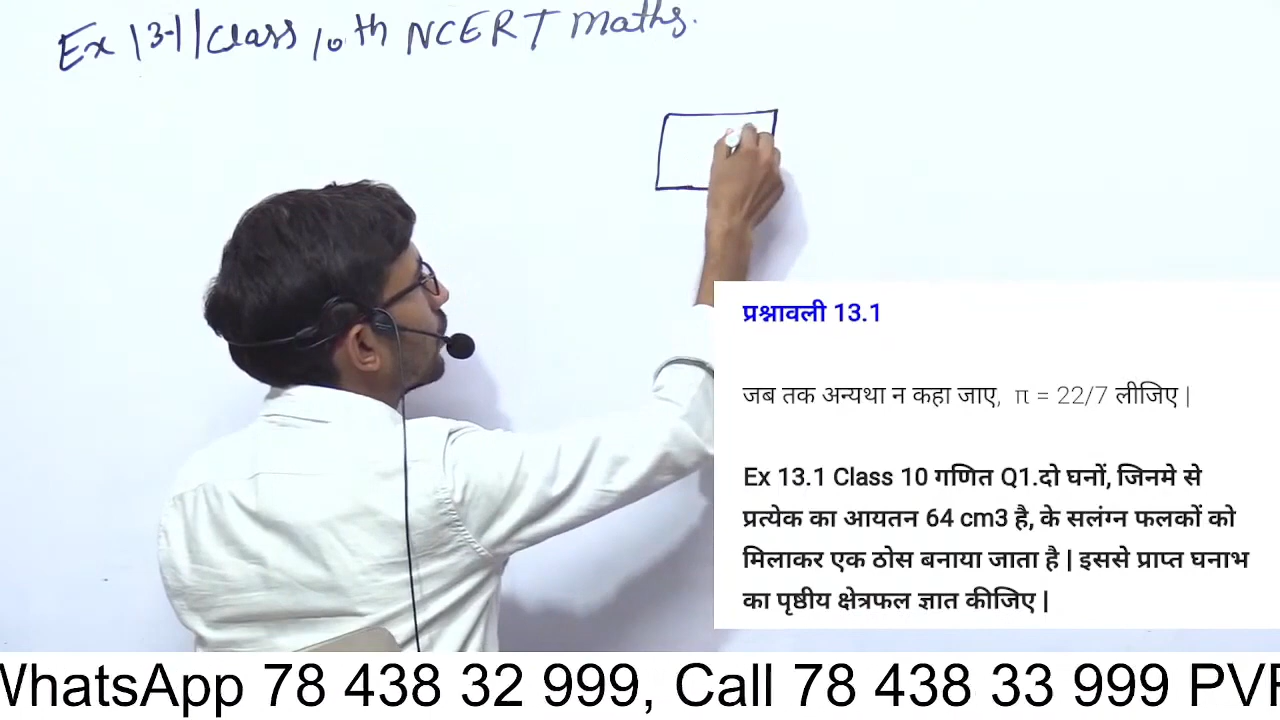 Ex 13.1 | Class 10th NCERT Maths.
प्रश्नावली 13.1
जब तक अन्यथा न कहा जाए, π = 22/7 लीजिए |
Ex 13.1 Class 10 गणित Q1.दो घनों, जिनमे से
प्रत्येक का आयतन 64 cm3 है, के सलंग्न फलकों को
मिलाकर एक ठोस बनाया जाता है | इससे प्राप्त घनाभ
का पृष्ठीय क्षेत्रफल ज्ञात कीजिए |
WhatsApp 78 438 32 999, Call 78 438 33 999 PVP